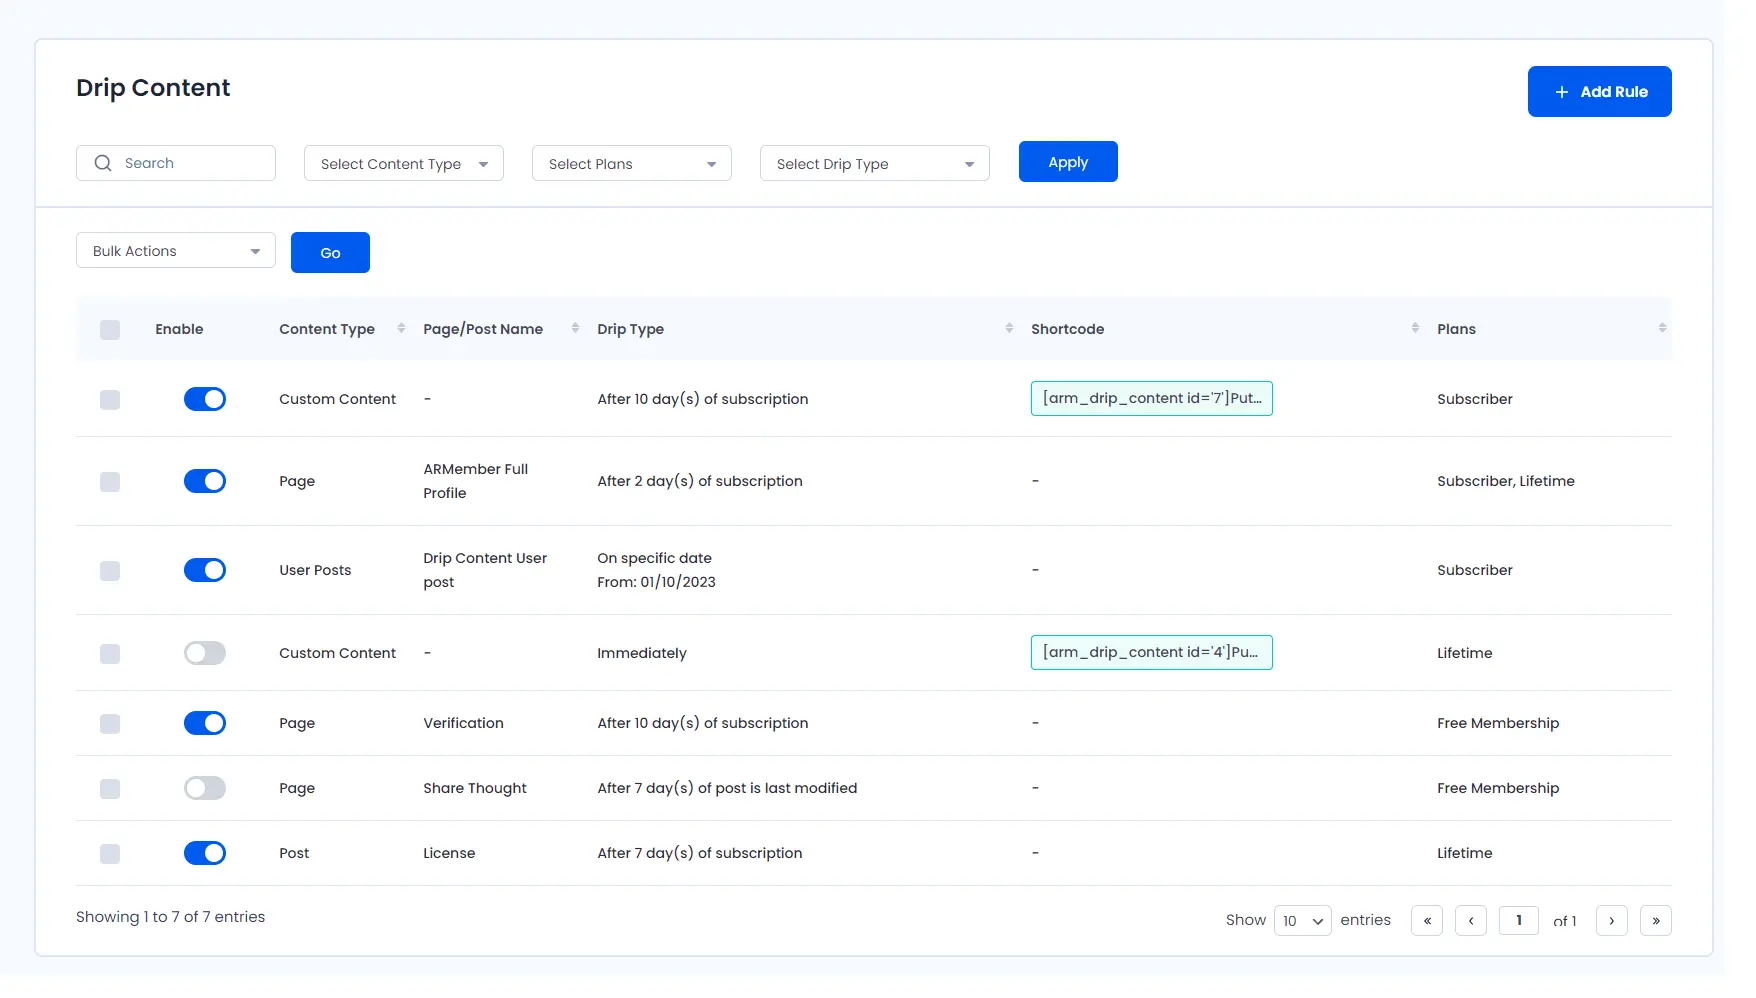 Drip Content
+ Add Rule
Search
Select Content Type
Select Plans
Select Drip Type
Apply
Bulk Actions
Go
Enable Content Type Page/Post Name Drip Type Shortcode Plans
Custom Content - After 10 day(s) of subscription [arm_drip_content id='7']Put... Subscriber
Page ARMember Full After 2 day(s) of subscription - Subscriber, Lifetime
Profile
User Posts Drip Content User On specific date - Subscriber
post From: 01/10/2023
Custom Content - Immediately [arm_drip_content id='4']Pu... Lifetime
Page Verification After 10 day(s) of subscription - Free Membership
Page Share Thought After 7 day(s) of post is last modified - Free Membership
Post License After 7 day(s) of subscription - Lifetime
Showing 1 to 7 of 7 entries
Show 10 entries « ‹ 1 of 1 › »